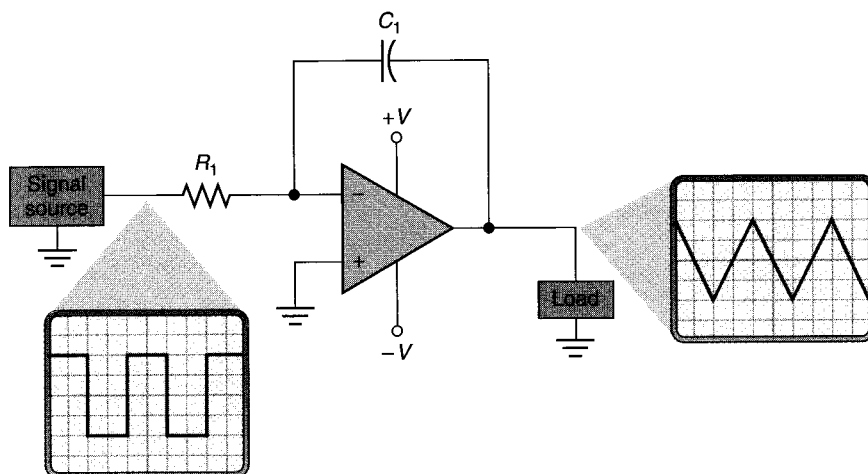 C1
+V
R1
Signal
source
−
+
Load
−V